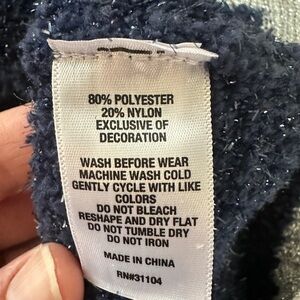 80% POLYESTER
20% NYLON
EXCLUSIVE OF
DECORATION
WASH BEFORE WEAR
MACHINE WASH COLD
GENTLY CYCLE WITH LIKE
COLORS
DO NOT BLEACH
RESHAPE AND DRY FLAT
DO NOT TUMBLE DRY
DO NOT IRON
MADE IN CHINA
RN#31104